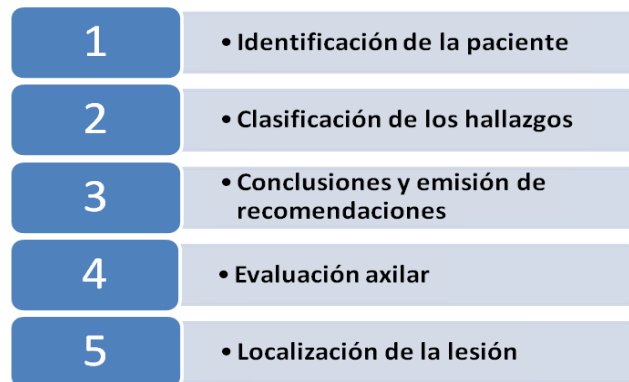 1
• Identificación de la paciente
2
• Clasificación de los hallazgos
3
• Conclusiones y emisión de
recomendaciones
4
• Evaluación axilar
5
• Localización de la lesión